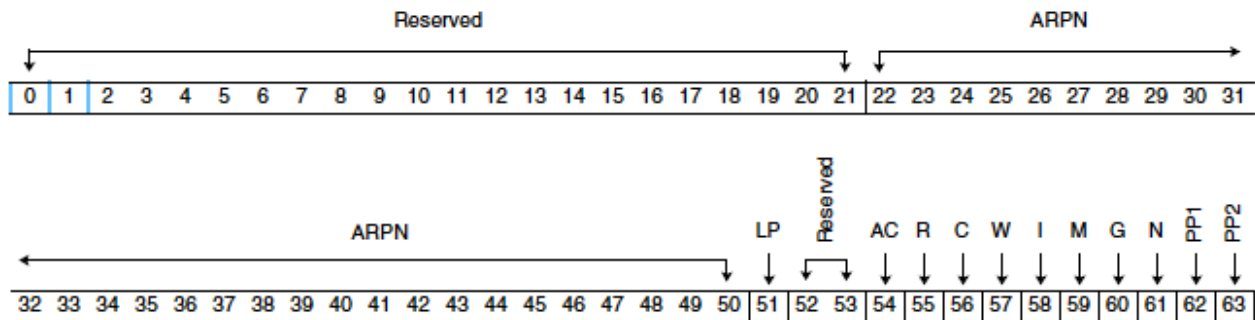 Reserved ARPN
0 1 2 3 4 5 6 7 8 9 10 11 12 13 14 15 16 17 18 19 20 21 22 23 24 25 26 27 28 29 30 31
ARPN LP Reserved AC R C W I M G N PP1 PP2
32 33 34 35 36 37 38 39 40 41 42 43 44 45 46 47 48 49 50 51 52 53 54 55 56 57 58 59 60 61 62 63